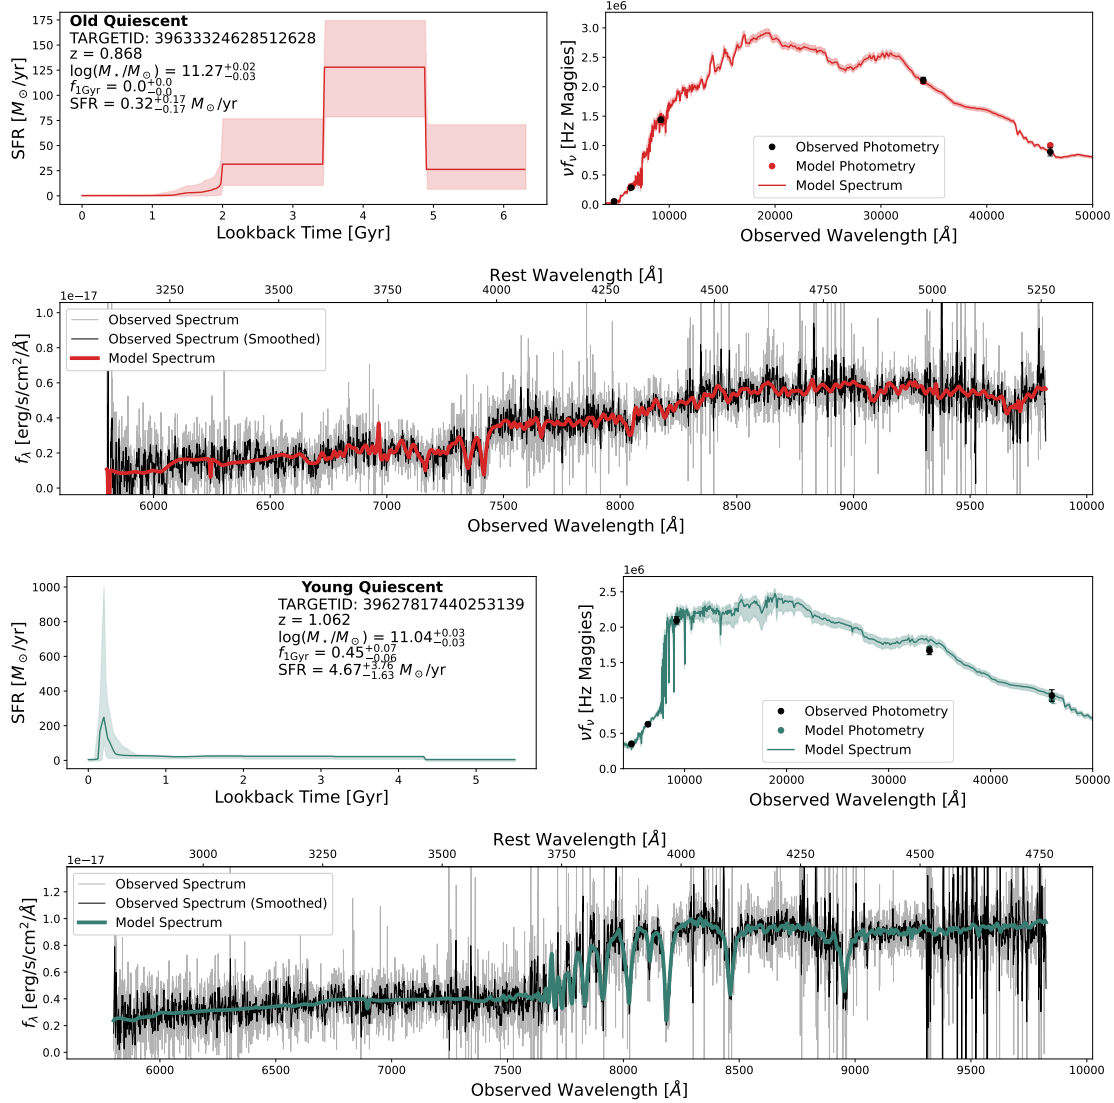 Old Quiescent
TARGETID: 39633324628512628
z = 0.868
log(M⋆/M⊙) = 11.27 +0.02 −0.03
f1Gyr = 0.0 +0.0 −0.0
SFR = 0.32 +0.17 −0.17 M⊙/yr
SFR [M⊙/yr]
175
150
125
100
75
50
25
0
0 1 2 3 4 5 6
Lookback Time [Gyr]
1e6
νfν [Hz Maggies]
3.0
2.5
2.0
1.5
1.0
0.5
0.0
Observed Photometry
Model Photometry
Model Spectrum
10000 20000 30000 40000 50000
Observed Wavelength [Å]
Rest Wavelength [Å]
3250 3500 3750 4000 4250 4500 4750 5000 5250
1e−17
fλ [erg/s/cm²/Å]
1.0
0.8
0.6
0.4
0.2
0.0
Observed Spectrum
Observed Spectrum (Smoothed)
Model Spectrum
6000 6500 7000 7500 8000 8500 9000 9500 10000
Observed Wavelength [Å]
Young Quiescent
TARGETID: 39627817440253139
z = 1.062
log(M⋆/M⊙) = 11.04 +0.03 −0.03
f1Gyr = 0.45 +0.07 −0.06
SFR = 4.67 +3.76 −1.63 M⊙/yr
SFR [M⊙/yr]
1000
800
600
400
200
0
0 1 2 3 4 5
Lookback Time [Gyr]
1e6
νfν [Hz Maggies]
2.5
2.0
1.5
1.0
0.5
0.0
Observed Photometry
Model Photometry
Model Spectrum
10000 20000 30000 40000 50000
Observed Wavelength [Å]
Rest Wavelength [Å]
3000 3250 3500 3750 4000 4250 4500 4750
1e−17
fλ [erg/s/cm²/Å]
1.2
1.0
0.8
0.6
0.4
0.2
0.0
Observed Spectrum
Observed Spectrum (Smoothed)
Model Spectrum
6000 6500 7000 7500 8000 8500 9000 9500 10000
Observed Wavelength [Å]